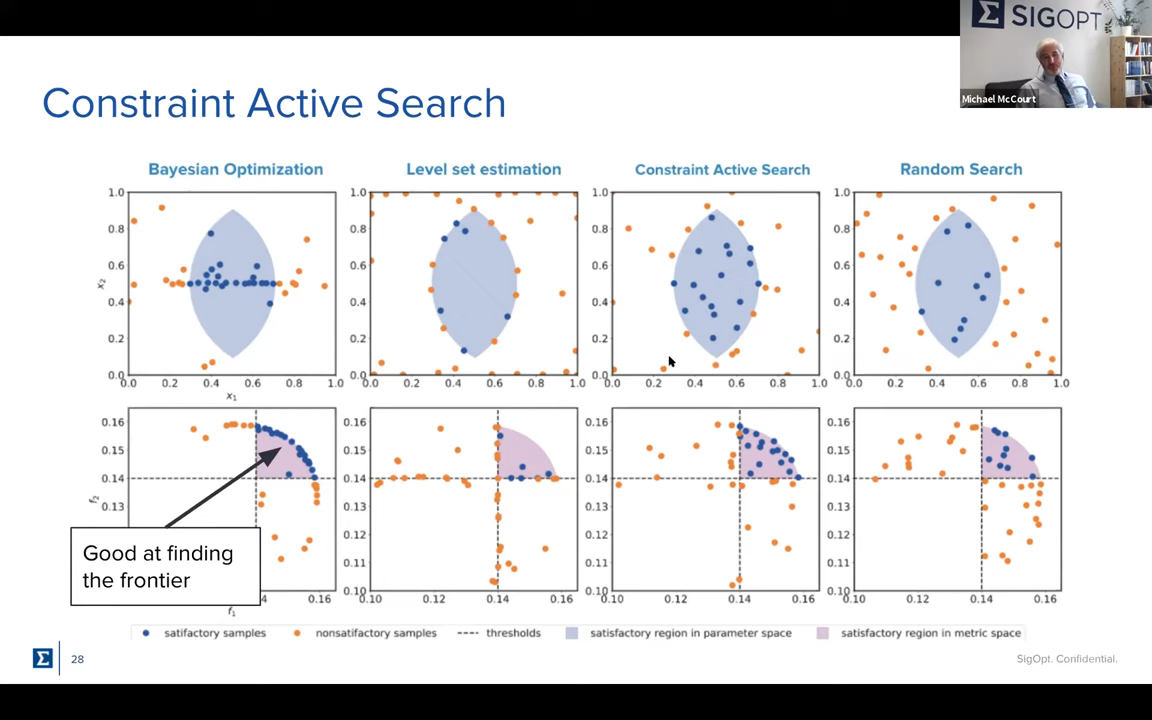 SIGOPT
Michael McCourt
Constraint Active Search
Bayesian Optimization
Level set estimation
Constraint Active Search
Random Search
1.0
0.8
0.6
0.4
0.2
0.0
x2
0.0 0.2 0.4 0.6 0.8 1.0
x1
1.0
0.8
0.6
0.4
0.2
0.0
0.0 0.2 0.4 0.6 0.8 1.0
1.0
0.8
0.6
0.4
0.2
0.0
0.0 0.2 0.4 0.6 0.8 1.0
1.0
0.8
0.6
0.4
0.2
0.0
0.0 0.2 0.4 0.6 0.8 1.0
0.16
0.15
0.14
0.13
f2
4 0.16
f1
0.16
0.15
0.14
0.13
0.12
0.11
0.10
0.10 0.12 0.14 0.16
0.16
0.15
0.14
0.13
0.12
0.11
0.10
0.10 0.12 0.14 0.16
0.16
0.15
0.14
0.13
0.12
0.11
0.10
0.10 0.12 0.14 0.16
Good at finding
the frontier
satifactory samples
nonsatifactory samples
thresholds
satisfactory region in parameter space
satisfactory region in metric space
Σ 28
SigOpt. Confidential.